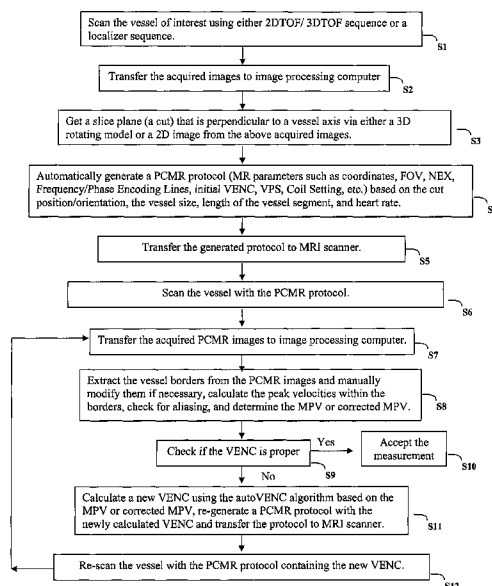 Scan the vessel of interest using either 2DTOF/ 3DTOF sequence or a
localizer sequence.
S1
Transfer the acquired images to image processing computer
S2
Get a slice plane (a cut) that is perpendicular to a vessel axis via either a 3D
rotating model or a 2D image from the above acquired images.
S3
Automatically generate a PCMR protocol (MR parameters such as coordinates, FOV, NEX,
Frequency/Phase Encoding Lines, initial VENC, VPS, Coil Setting, etc.) based on the cut
position/orientation, the vessel size, length of the vessel segment, and heart rate.
S
Transfer the generated protocol to MRI scanner.
S5
Scan the vessel with the PCMR protocol.
S6
Transfer the acquired PCMR images to image processing computer.
S7
Extract the vessel borders from the PCMR images and manually
modify them if necessary, calculate the peak velocities within the
borders, check for aliasing, and determine the MPV or corrected MPV.
S8
Check if the VENC is proper
Yes
Accept the
measurement
S9
S10
No
Calculate a new VENC using the autoVENC algorithm based on the
MPV or corrected MPV, re-generate a PCMR protocol with the
newly calculated VENC and transfer the protocol to MRI scanner.
S11
Re-scan the vessel with the PCMR protocol containing the new VENC.